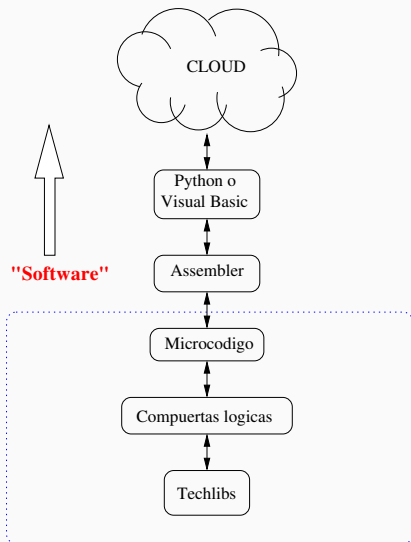 CLOUD
Python o
Visual Basic
Assembler
"Software"
Microcodigo
Compuertas logicas
Techlibs